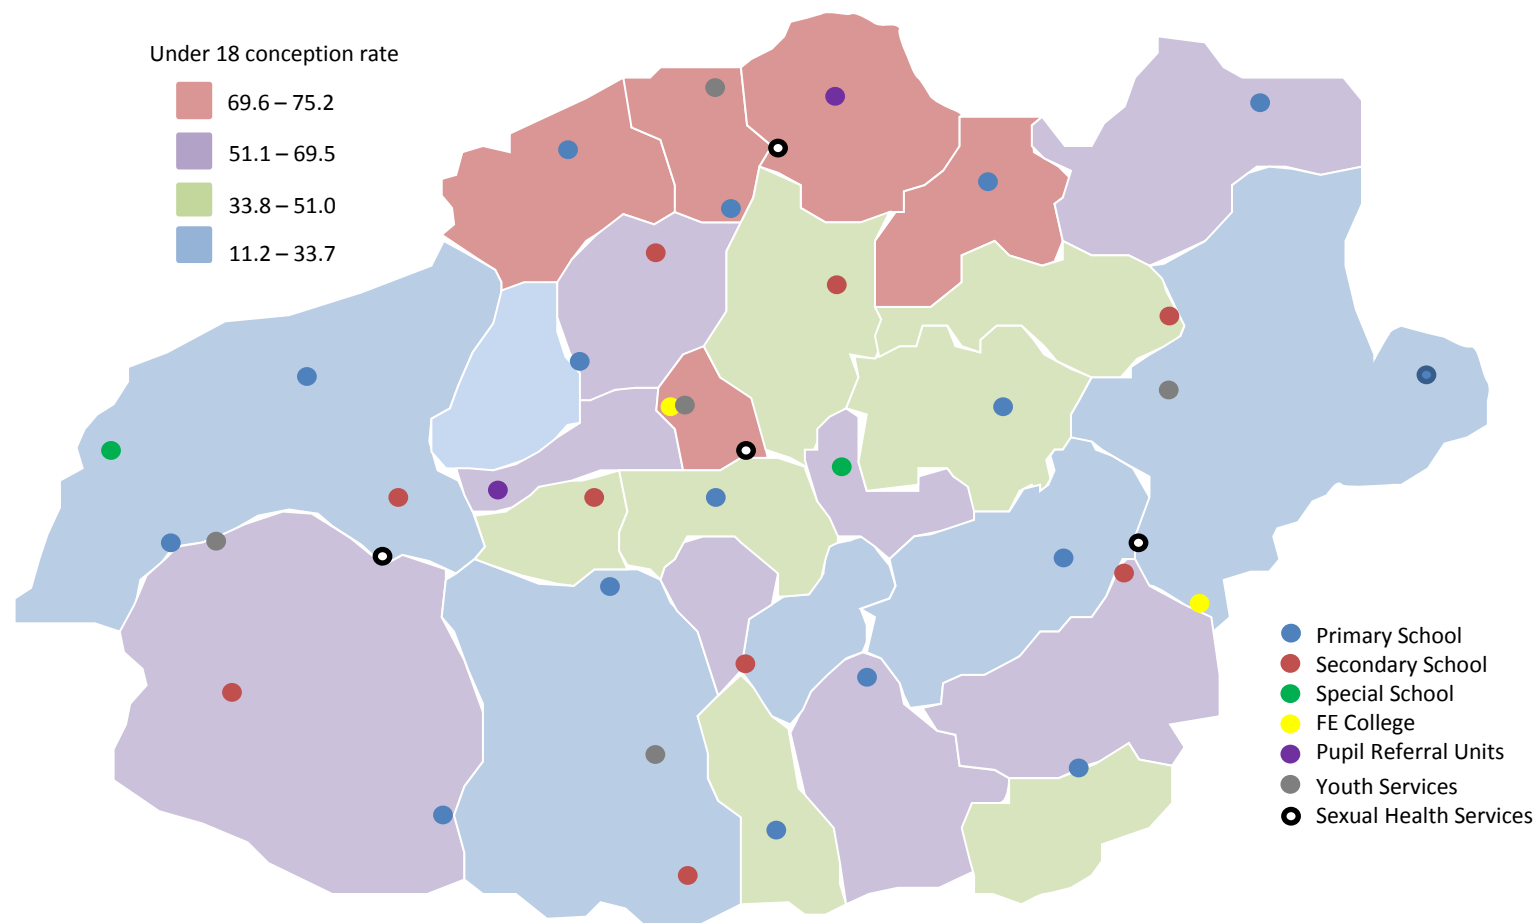 Under 18 conception rate
69.6 – 75.2
51.1 – 69.5
33.8 – 51.0
11.2 – 33.7
Primary School
Secondary School
Special School
FE College
Pupil Referral Units
Youth Services
Sexual Health Services